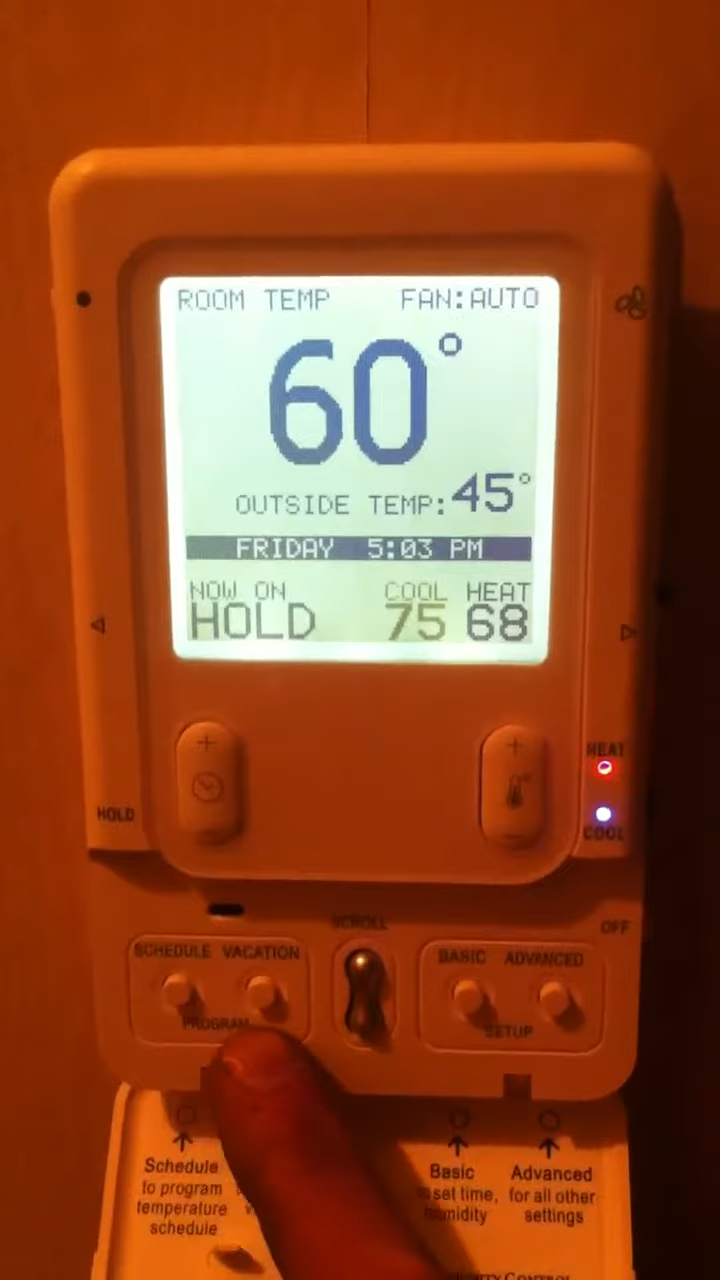 ROOM TEMP FAN:AUTO
60°
OUTSIDE TEMP:45°
FRIDAY 5:03 PM
NOW ON COOL HEAT
HOLD 75 68
+ +
HEAT
HOLD
COOL
SCROLL OFF
SCHEDULE VACATION BASIC ADVANCED
PROGRAM SETUP
Schedule Basic Advanced
to program set time, for all other
temperature humidity settings
schedule
CONTROL